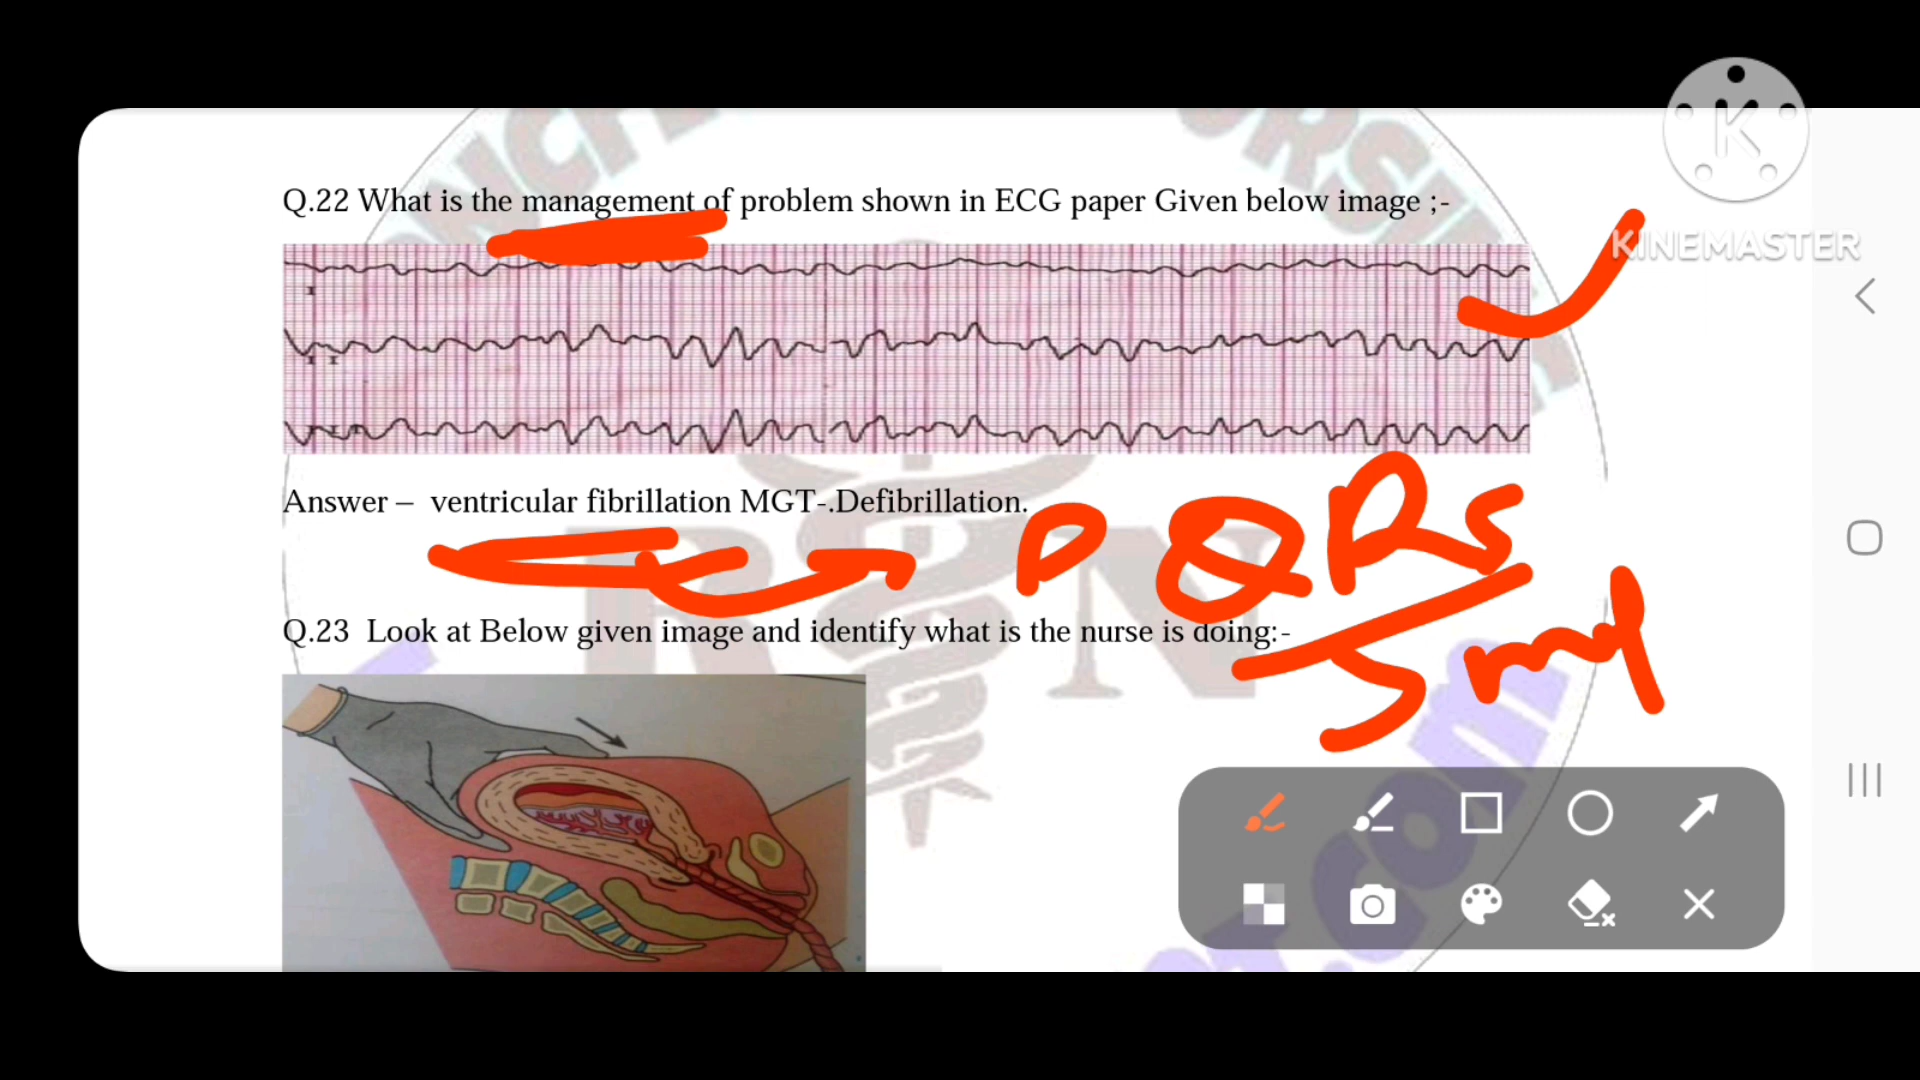 Q.22 What is the management of problem shown in ECG paper Given below image ;-
KINEMASTER
I
Answer – ventricular fibrillation MGT-.Defibrillation.
P QRS
Q.23 Look at Below given image and identify what is the nurse is doing:-
R N
.com